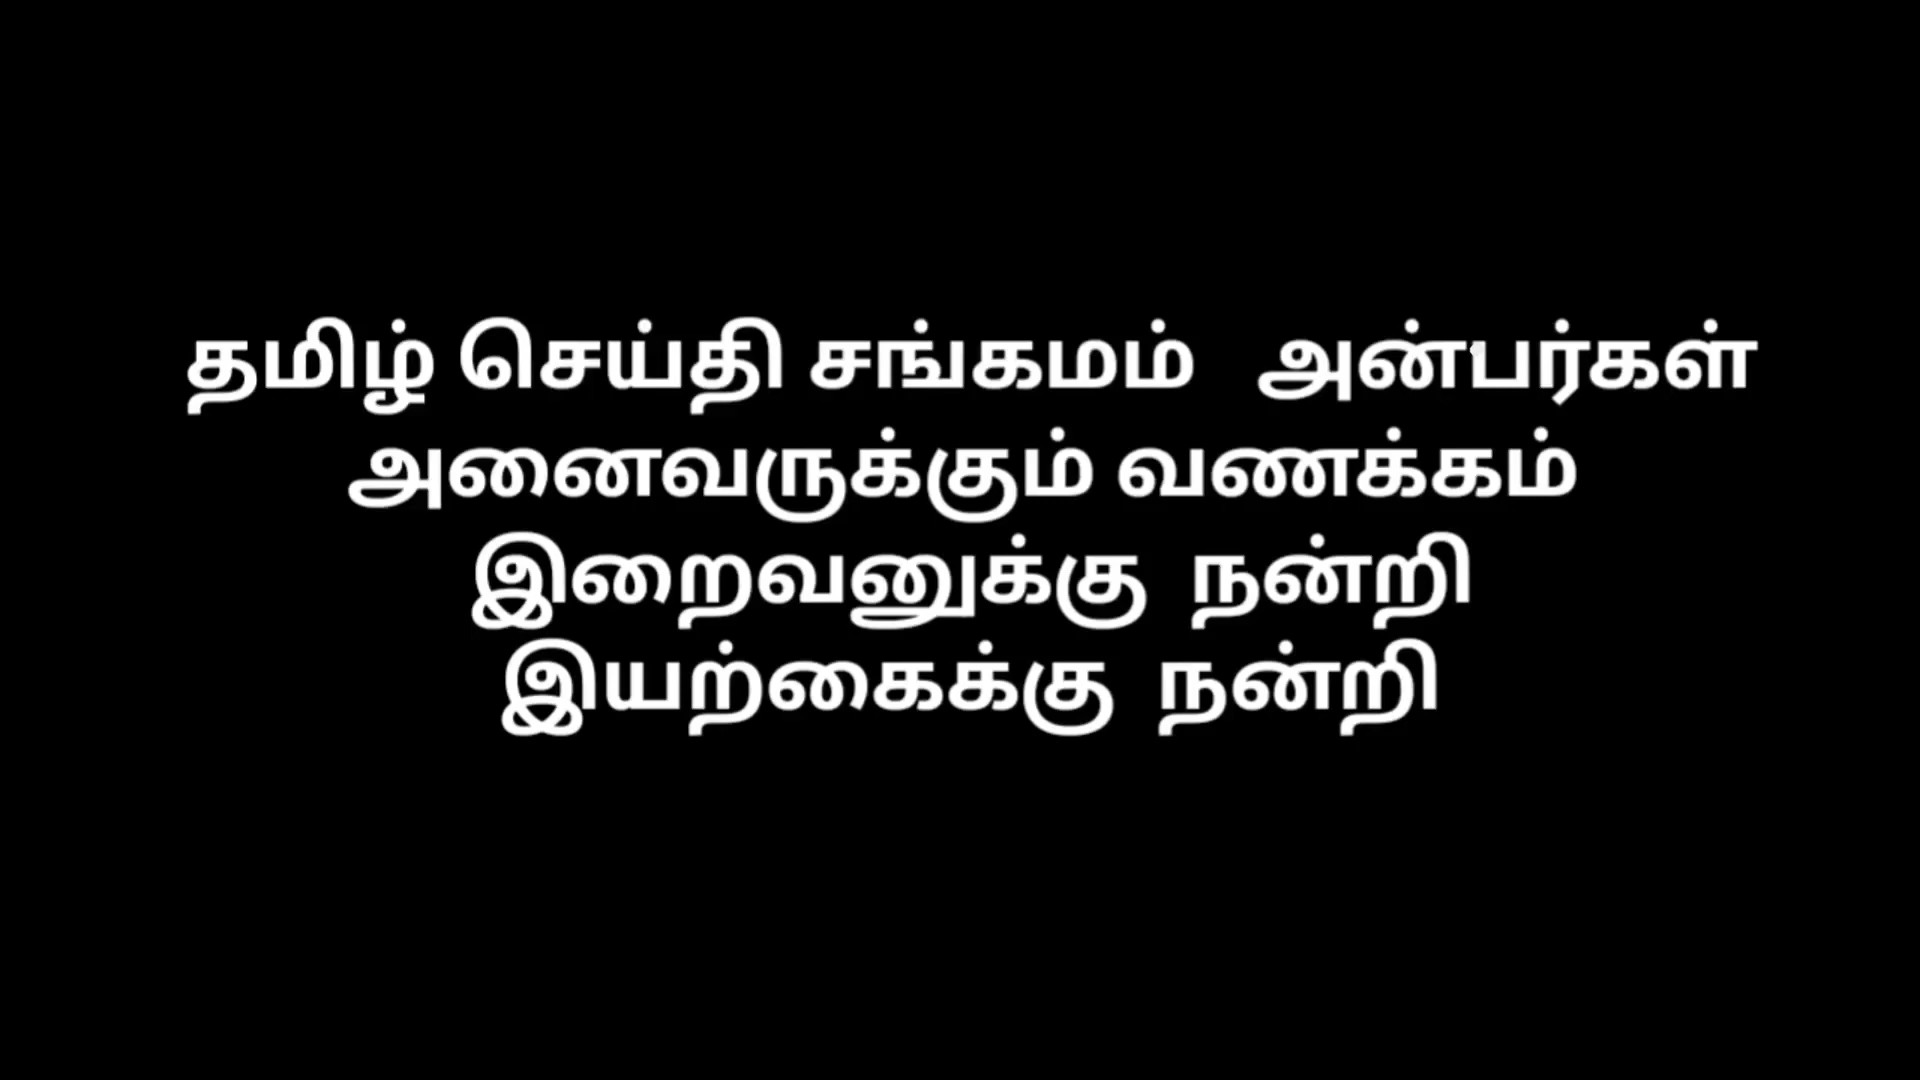 தமிழ் செய்தி சங்கமம் அன்பர்கள்
அனைவருக்கும் வணக்கம்
இறைவனுக்கு நன்றி
இயற்கைக்கு நன்றி